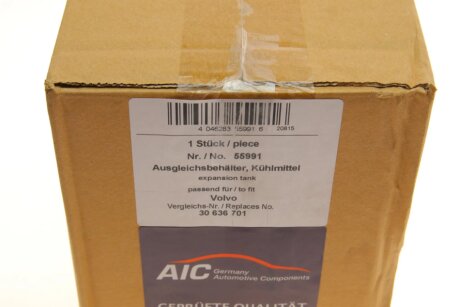 4 046283 55991 6 20815
1 Stück / piece
Nr. / No. 55991
Ausgleichsbehälter, Kühlmittel
expansion tank
passend für / to fit
Volvo
Vergleichs-Nr. / Replaces No.
30 636 701
AIC Germany
Automotive Components
GEPRÜFTE QUALITÄT